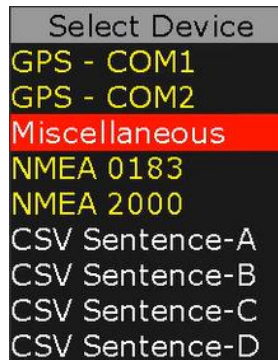 Select Device
GPS - COM1
GPS - COM2
Miscellaneous
NMEA 0183
NMEA 2000
CSV Sentence-A
CSV Sentence-B
CSV Sentence-C
CSV Sentence-D